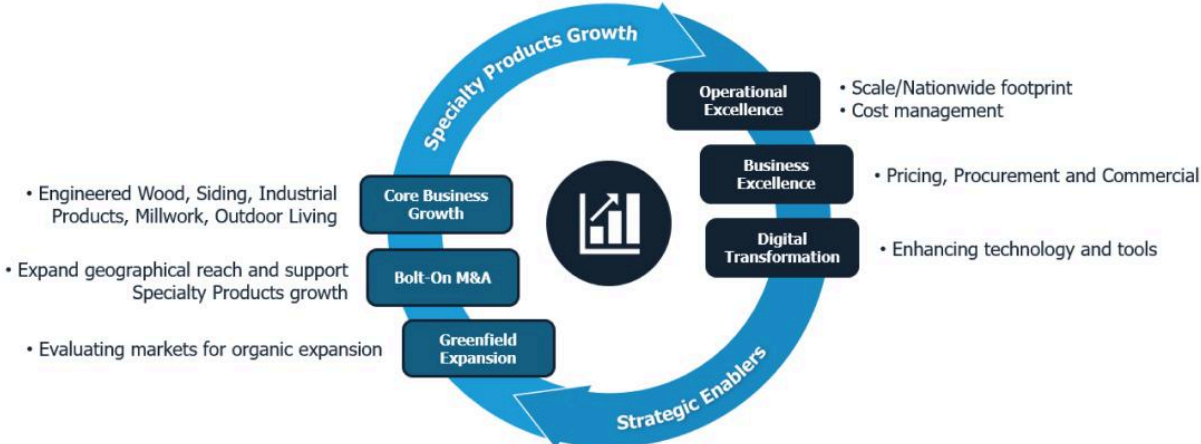 Specialty Products Growth
Core Business
Growth
• Engineered Wood, Siding, Industrial
Products, Millwork, Outdoor Living
Bolt-On M&A
• Expand geographical reach and support
Specialty Products growth
Greenfield
Expansion
• Evaluating markets for organic expansion
Operational
Excellence
• Scale/Nationwide footprint
• Cost management
Business
Excellence
• Pricing, Procurement and Commercial
Digital
Transformation
• Enhancing technology and tools
Strategic Enablers